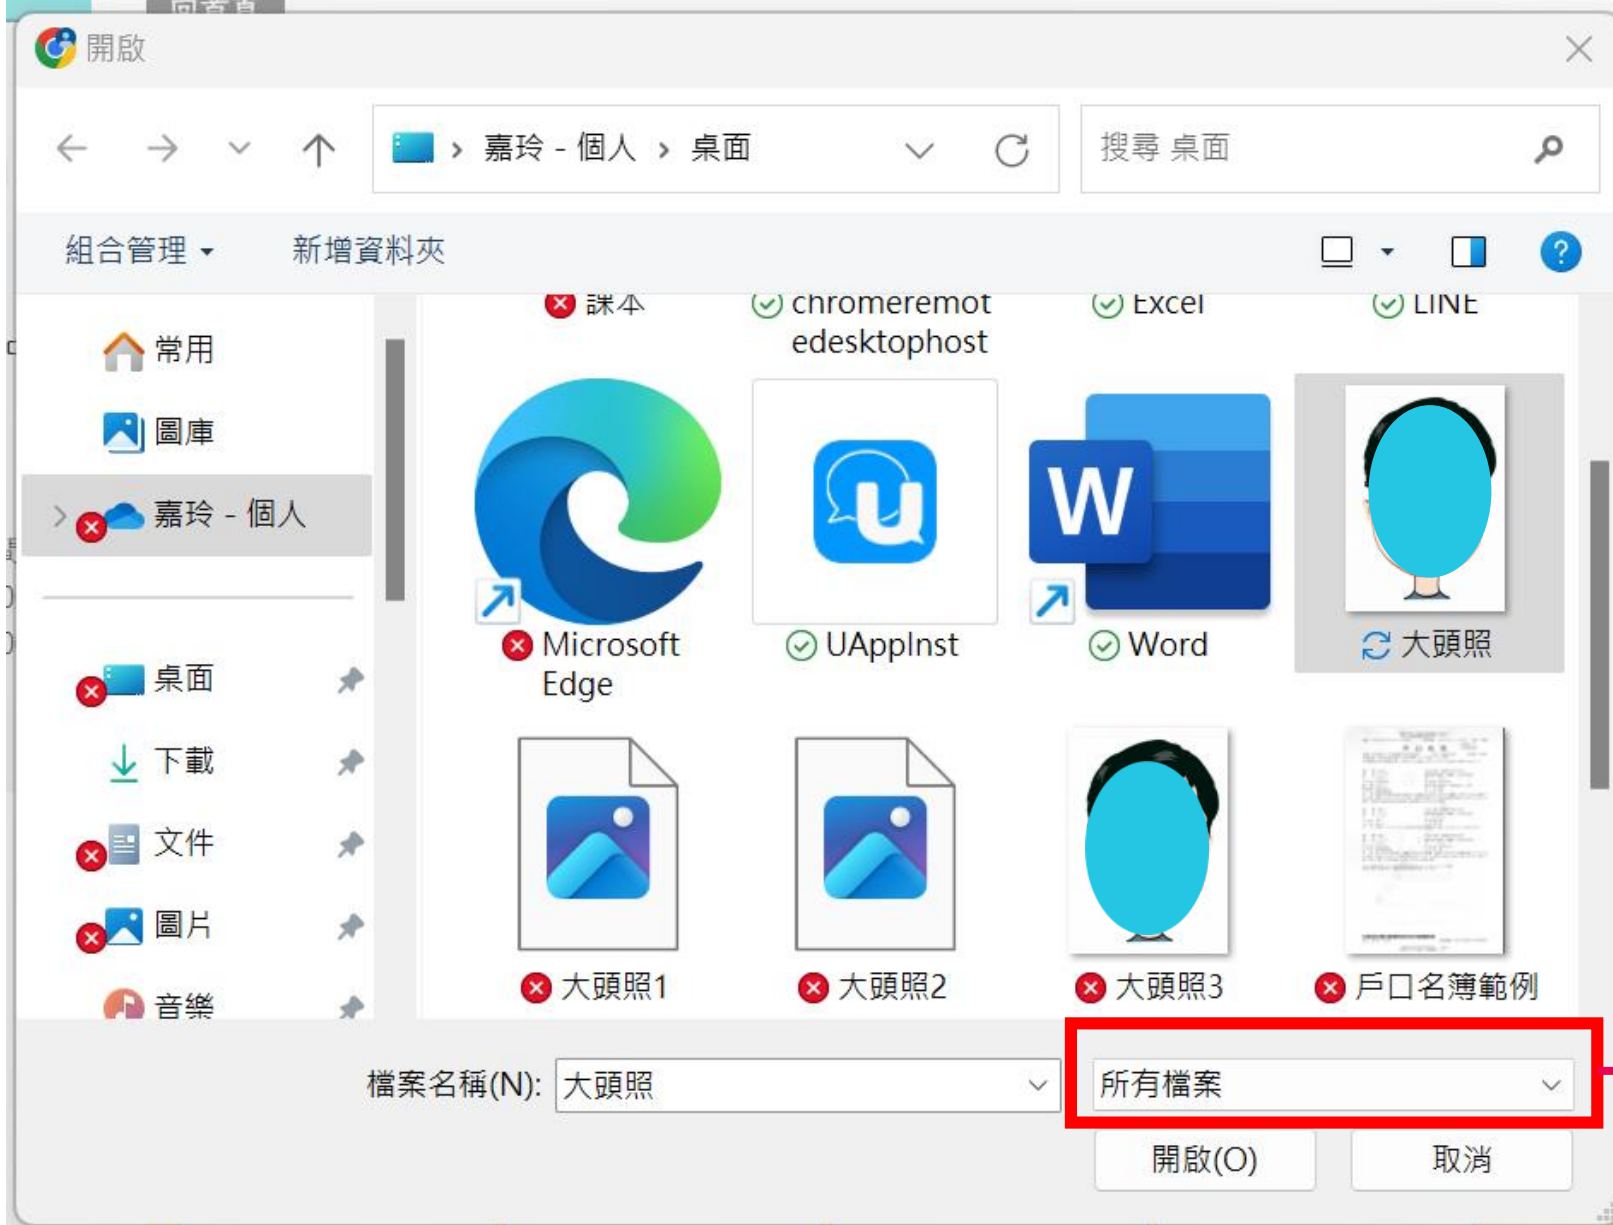 回首頁
開啟
嘉玲 - 個人 › 桌面
搜尋 桌面
組合管理
新增資料夾
常用
圖庫
嘉玲 - 個人
桌面
下載
文件
圖片
音樂
課本
chromeremot
edesktophost
Excel
LINE
Microsoft
Edge
UAppInst
Word
大頭照
大頭照1
大頭照2
大頭照3
戶口名簿範例
檔案名稱(N):
大頭照
所有檔案
開啟(O)
取消